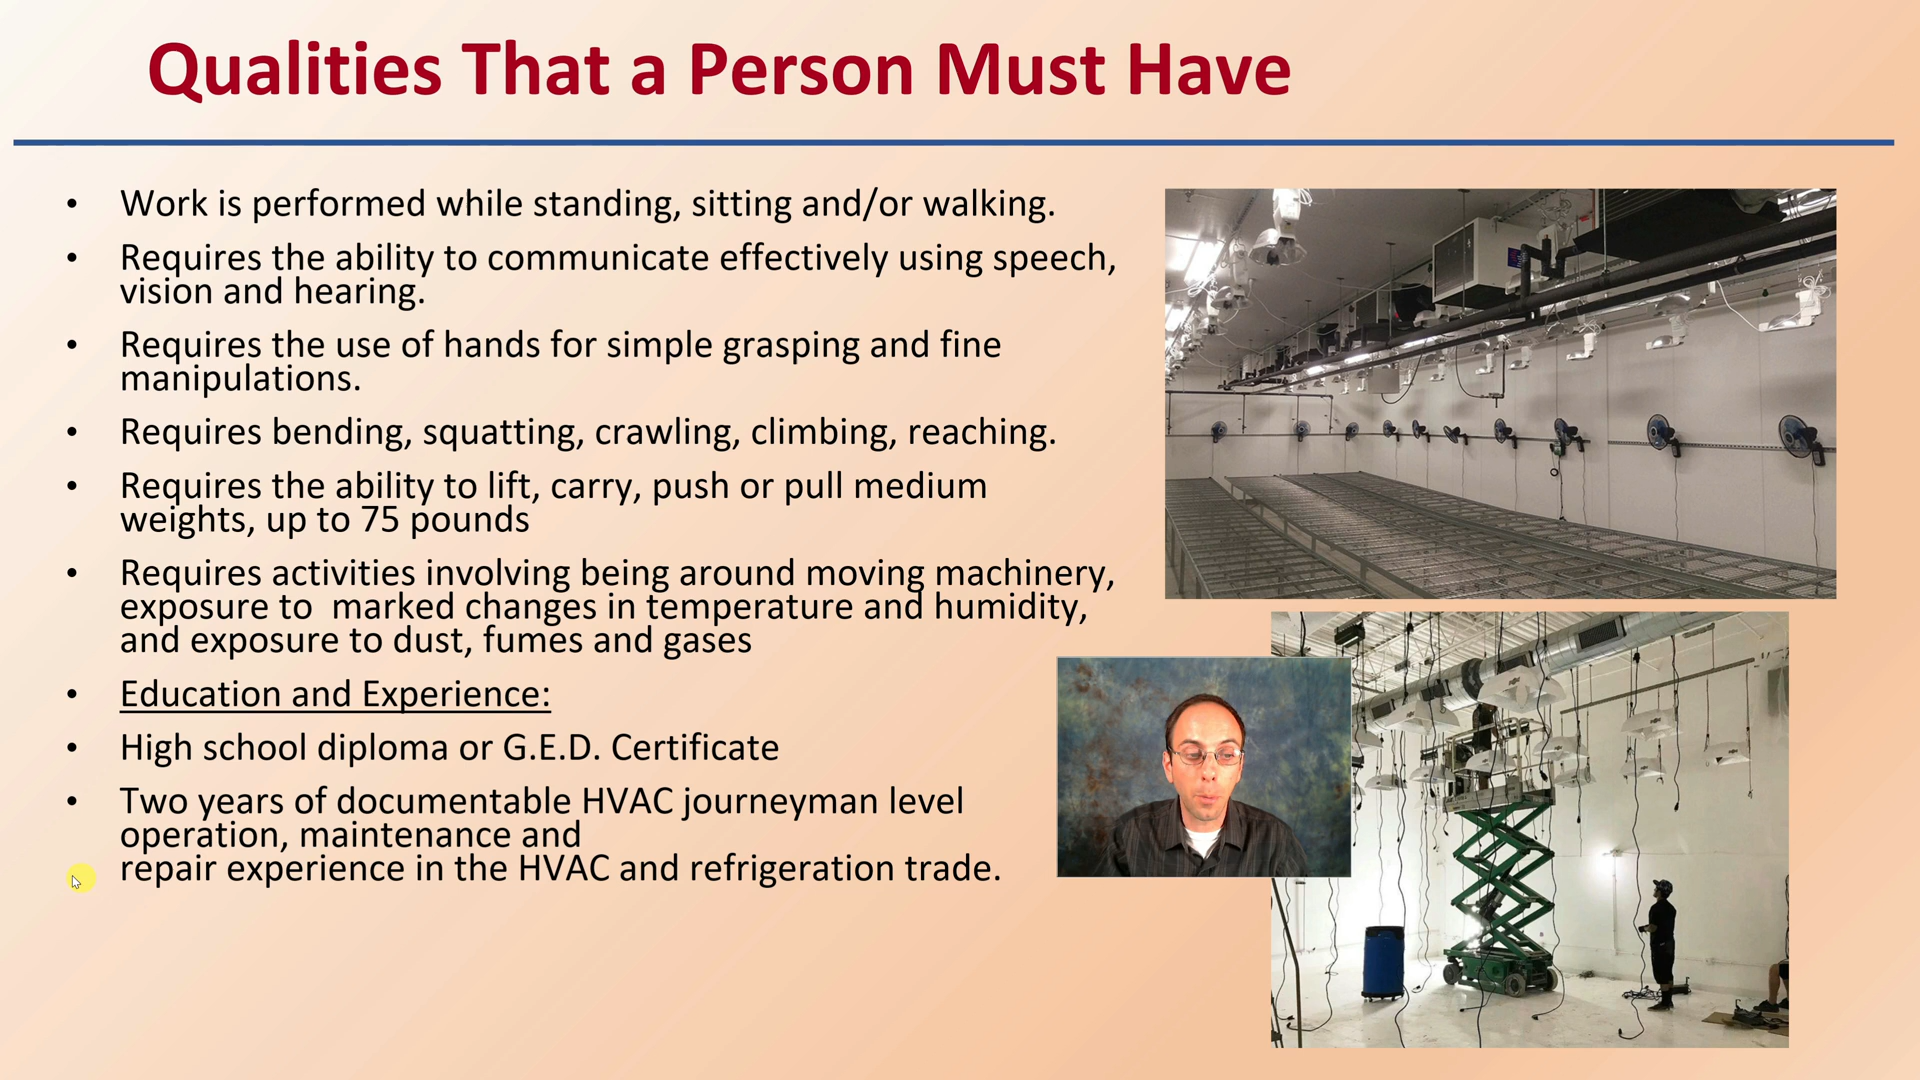 Qualities That a Person Must Have
• Work is performed while standing, sitting and/or walking.
• Requires the ability to communicate effectively using speech,
vision and hearing.
• Requires the use of hands for simple grasping and fine
manipulations.
• Requires bending, squatting, crawling, climbing, reaching.
• Requires the ability to lift, carry, push or pull medium
weights, up to 75 pounds
• Requires activities involving being around moving machinery,
exposure to  marked changes in temperature and humidity,
and exposure to dust, fumes and gases
• Education and Experience:
• High school diploma or G.E.D. Certificate
• Two years of documentable HVAC journeyman level
operation, maintenance and
repair experience in the HVAC and refrigeration trade.